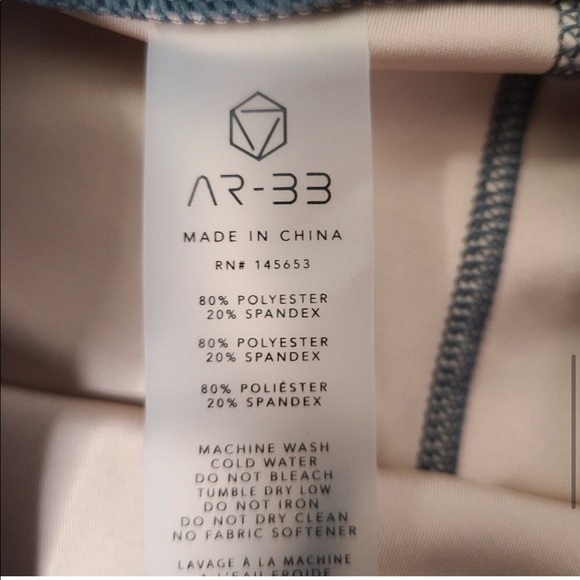 AR-33
MADE IN CHINA
RN# 145653
80% POLYESTER
20% SPANDEX
80% POLYESTER
20% SPANDEX
80% POLIÉSTER
20% SPANDEX
MACHINE WASH
COLD WATER
DO NOT BLEACH
TUMBLE DRY LOW
DO NOT IRON
DO NOT DRY CLEAN
NO FABRIC SOFTENER
LAVAGE À LA MACHINE
À L'EAU FROIDE